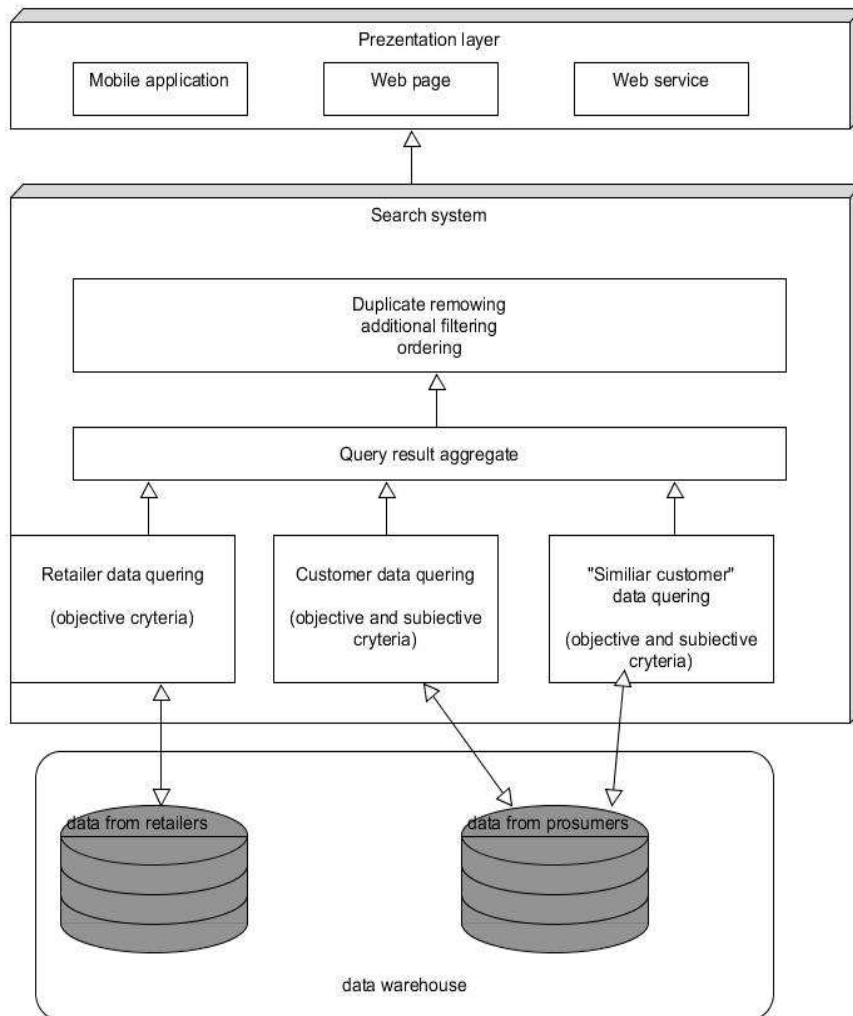 Prezentation layer
Mobile application
Web page
Web service
Search system
Duplicate remowing
additional filtering
ordering
Query result aggregate
Retailer data quering
(objective cryteria)
Customer data quering
(objective and subiective
cryteria)
"Similiar customer"
data quering
(objective and subiective
cryteria)
data from retailers
data from prosumers
data warehouse